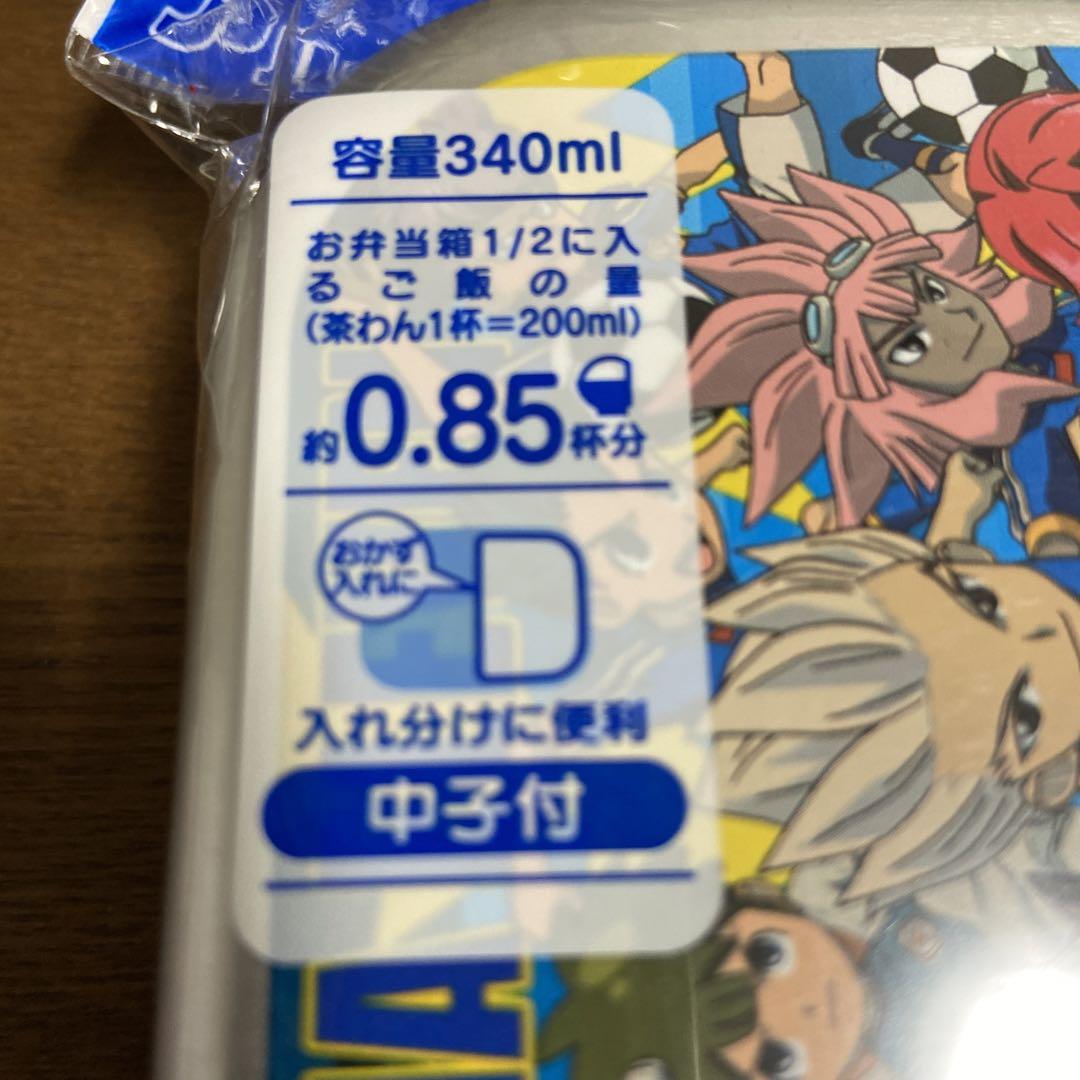 容量340ml
お弁当箱1/2に入
るご飯の量
(茶わん1杯=200ml)
約0.85杯分
おかず
入れに
入れ分けに便利
中子付